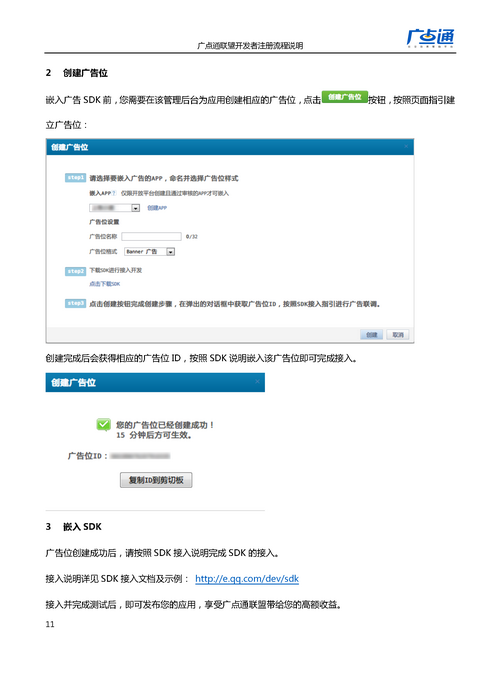 广点通联盟开发者注册流程说明
广点通
2 创建广告位
嵌入广告 SDK 前，您需要在该管理后台为应用创建相应的广告位，点击 创建广告位 按钮，按照页面指引建
立广告位：
创建广告位
step1 请选择要嵌入广告的APP，命名并选择广告位样式
嵌入APP？ 仅限开放平台创建且通过审核的APP才可嵌入
创建APP
广告位设置
广告位名称 0/32
广告位格式 Banner 广告
step2 下载SDK进行接入开发
点击下载SDK
step3 点击创建按钮完成创建步骤，在弹出的对话框中获取广告位ID，按照SDK接入指引进行广告联调。
创建 取消
创建完成后会获得相应的广告位 ID，按照 SDK 说明嵌入该广告位即可完成接入。
创建广告位
您的广告位已经创建成功！
15 分钟后方可生效。
广告位ID：
复制ID到剪切板
3 嵌入 SDK
广告位创建成功后，请按照 SDK 接入说明完成 SDK 的接入。
接入说明详见 SDK 接入文档及示例： http://e.qq.com/dev/sdk
接入并完成测试后，即可发布您的应用，享受广点通联盟带给您的高额收益。
11